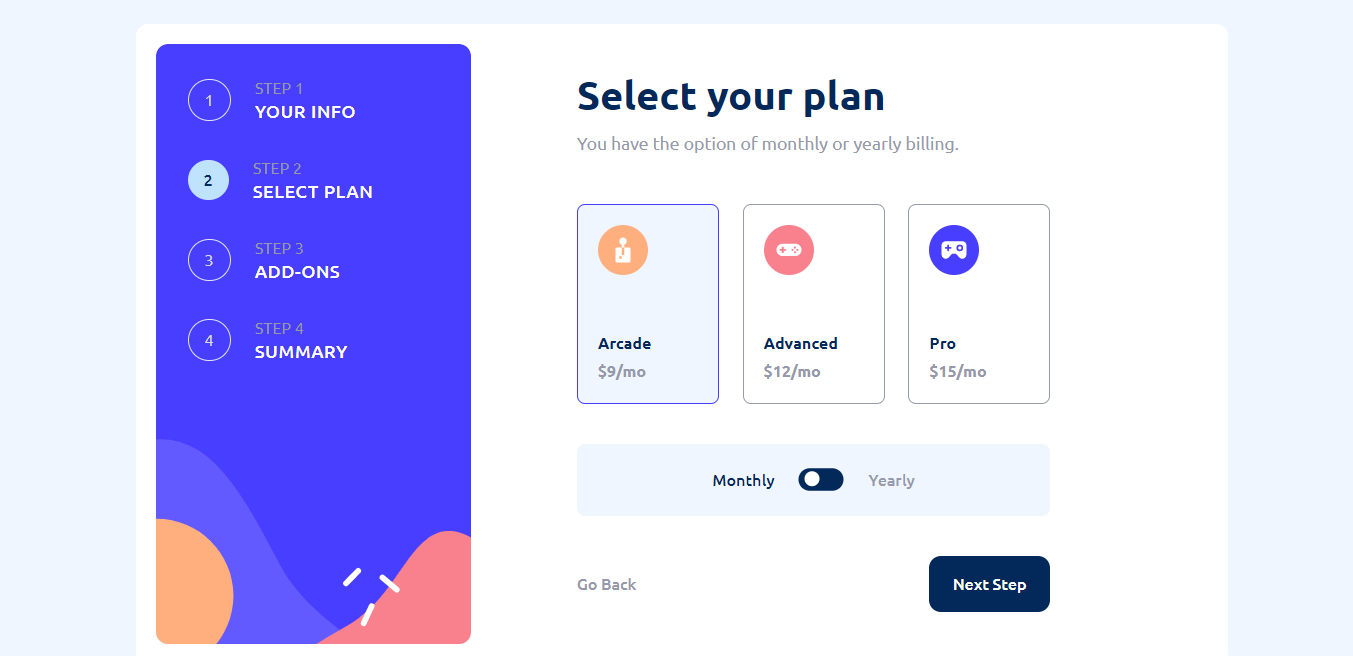 1
STEP 1
YOUR INFO
2
STEP 2
SELECT PLAN
3
STEP 3
ADD-ONS
4
STEP 4
SUMMARY
Select your plan
You have the option of monthly or yearly billing.
Arcade
$9/mo
Advanced
$12/mo
Pro
$15/mo
Monthly
Yearly
Go Back
Next Step